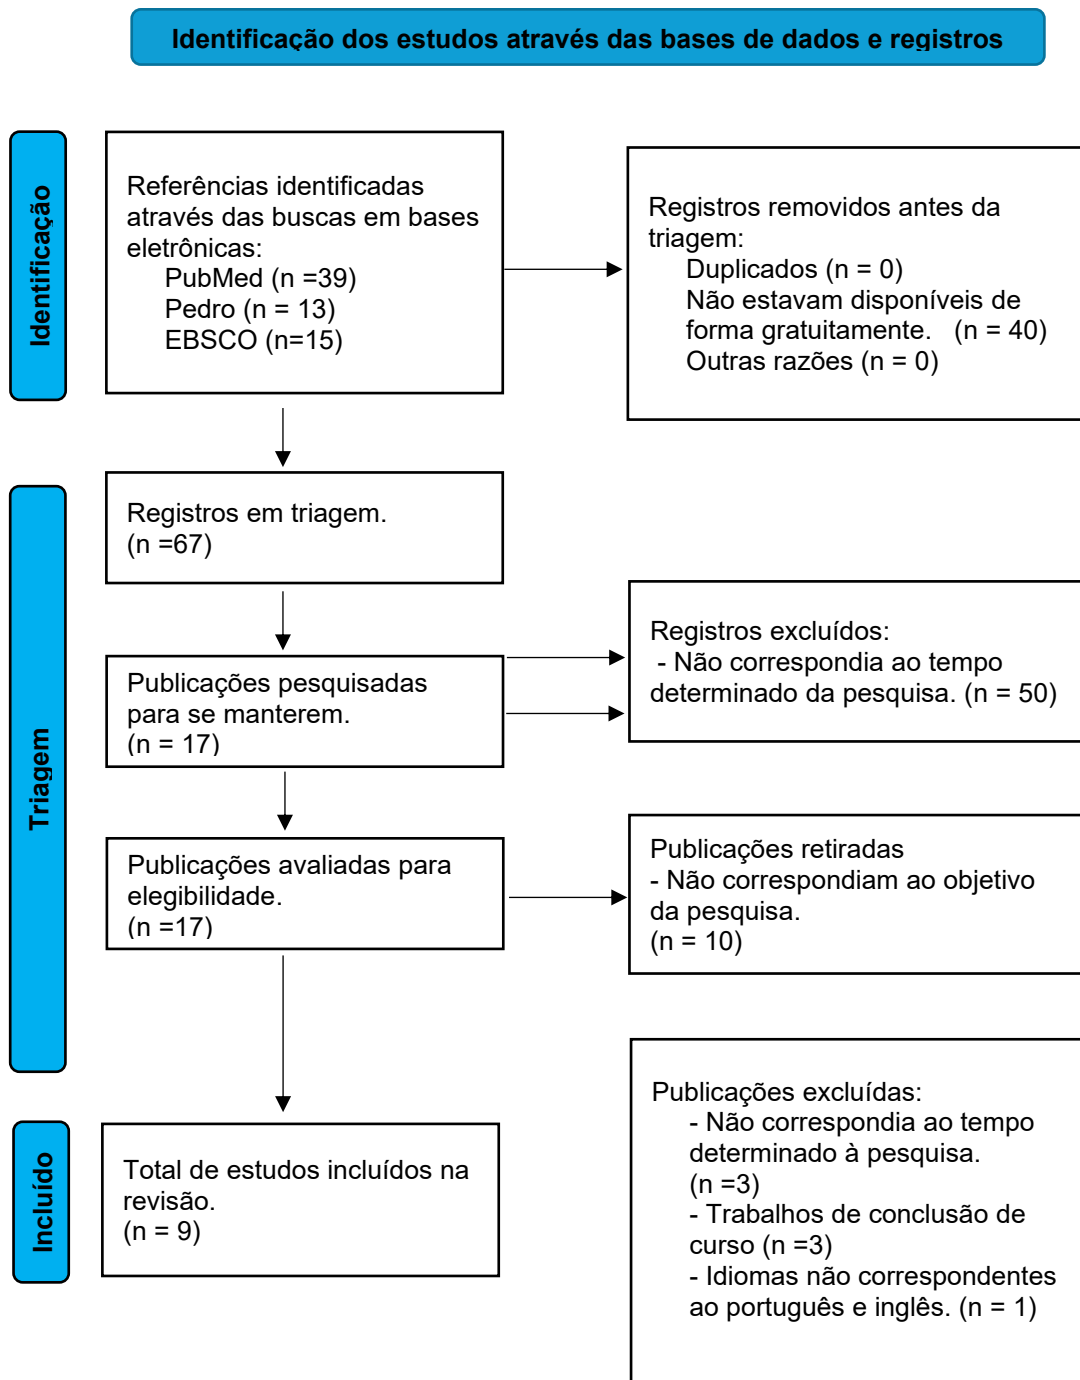 Identificação dos estudos através das bases de dados e registros
Identificação
Referências identificadas
através das buscas em bases
eletrônicas:
PubMed (n =39)
Pedro (n = 13)
EBSCO (n=15)
Registros removidos antes da
triagem:
Duplicados (n = 0)
Não estavam disponíveis de
forma gratuitamente.   (n = 40)
Outras razões (n = 0)
Triagem
Registros em triagem.
(n =67)
Publicações pesquisadas
para se manterem.
(n = 17)
Registros excluídos:
- Não correspondia ao tempo
determinado da pesquisa. (n = 50)
Publicações avaliadas para
elegibilidade.
(n =17)
Publicações retiradas
- Não correspondiam ao objetivo
da pesquisa.
(n = 10)
Incluído
Total de estudos incluídos na
revisão.
(n = 9)
Publicações excluídas:
- Não correspondia ao tempo
determinado à pesquisa.
(n =3)
- Trabalhos de conclusão de
curso (n =3)
- Idiomas não correspondentes
ao português e inglês. (n = 1)